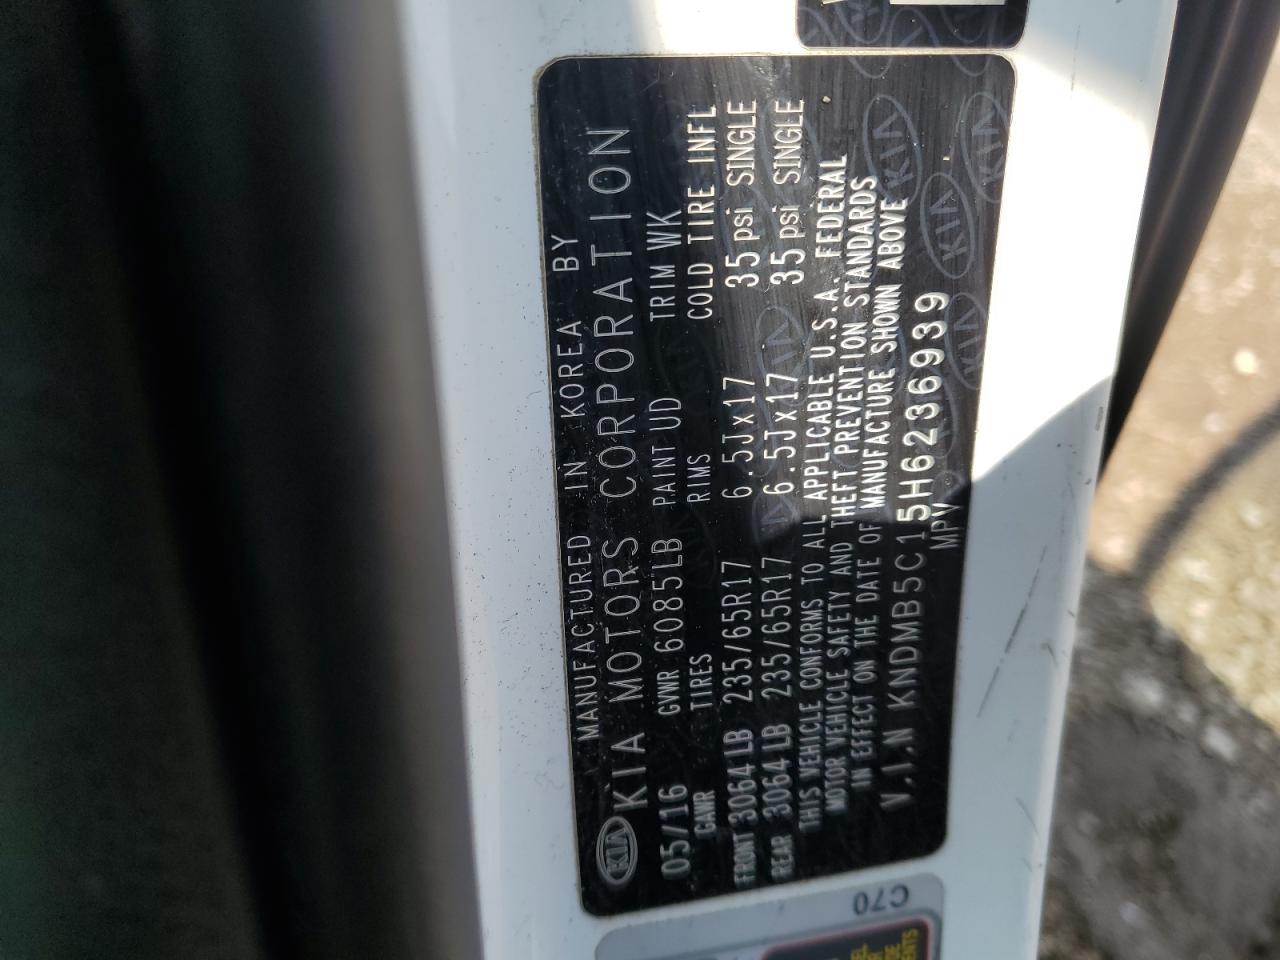 MANUFACTURED IN KOREA BY
KIA KIA MOTORS CORPORATION
05/16 GVWR 6085LB PAINT UD TRIM WK
GAWR TIRES RIMS COLD TIRE INFL
FRONT 3064LB 235/65R17 6.5Jx17 35 psi SINGLE
REAR 3064LB 235/65R17 6.5Jx17 35 psi SINGLE
THIS VEHICLE CONFORMS TO ALL APPLICABLE U.S.A. FEDERAL
MOTOR VEHICLE SAFETY AND THEFT PREVENTION STANDARDS
IN EFFECT ON THE DATE OF MANUFACTURE SHOWN ABOVE
V.I.N KNDMB5C15H6236939
MPV
C70